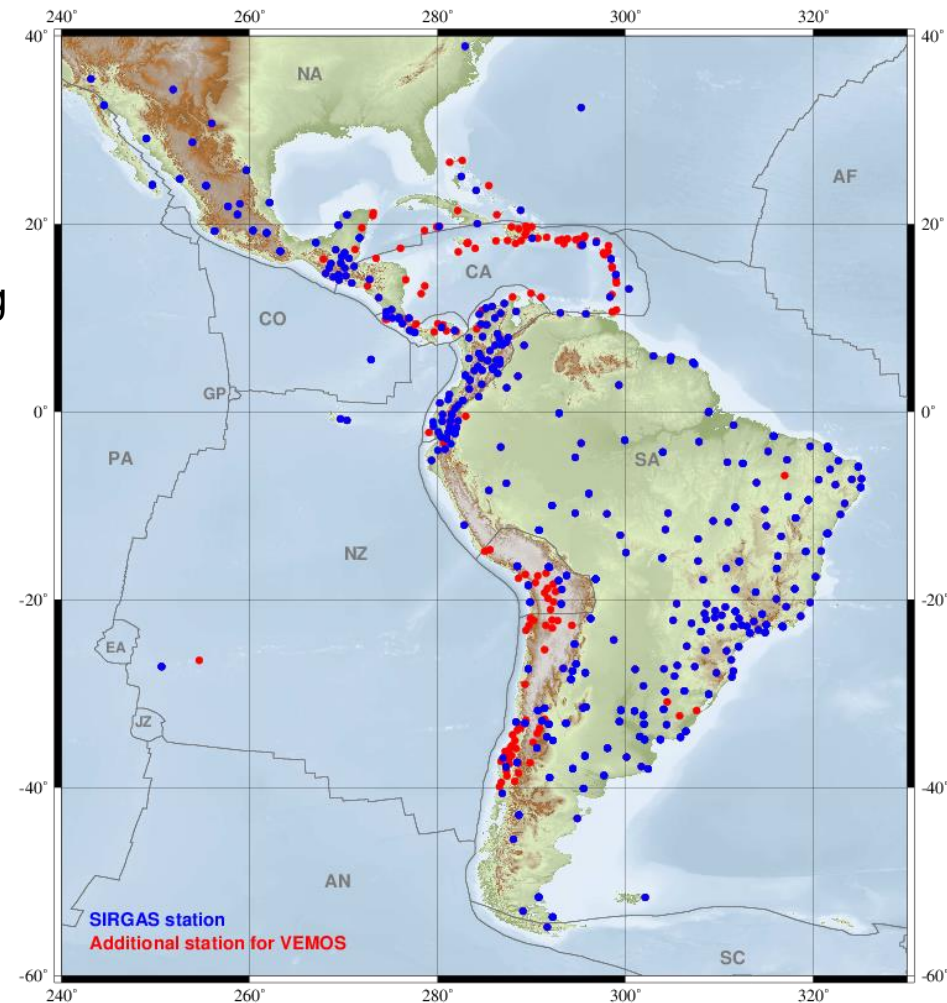 240° 260° 280° 300° 320°
40° 40°
NA
AF
20° 20°
CA
g
CO
GP
0° 0°
PA SA
NZ
-20° -20°
EA
JZ
-40° -40°
AN
SIRGAS station
Additional station for VEMOS
SC
-60° -60°
240° 260° 280° 300° 320°